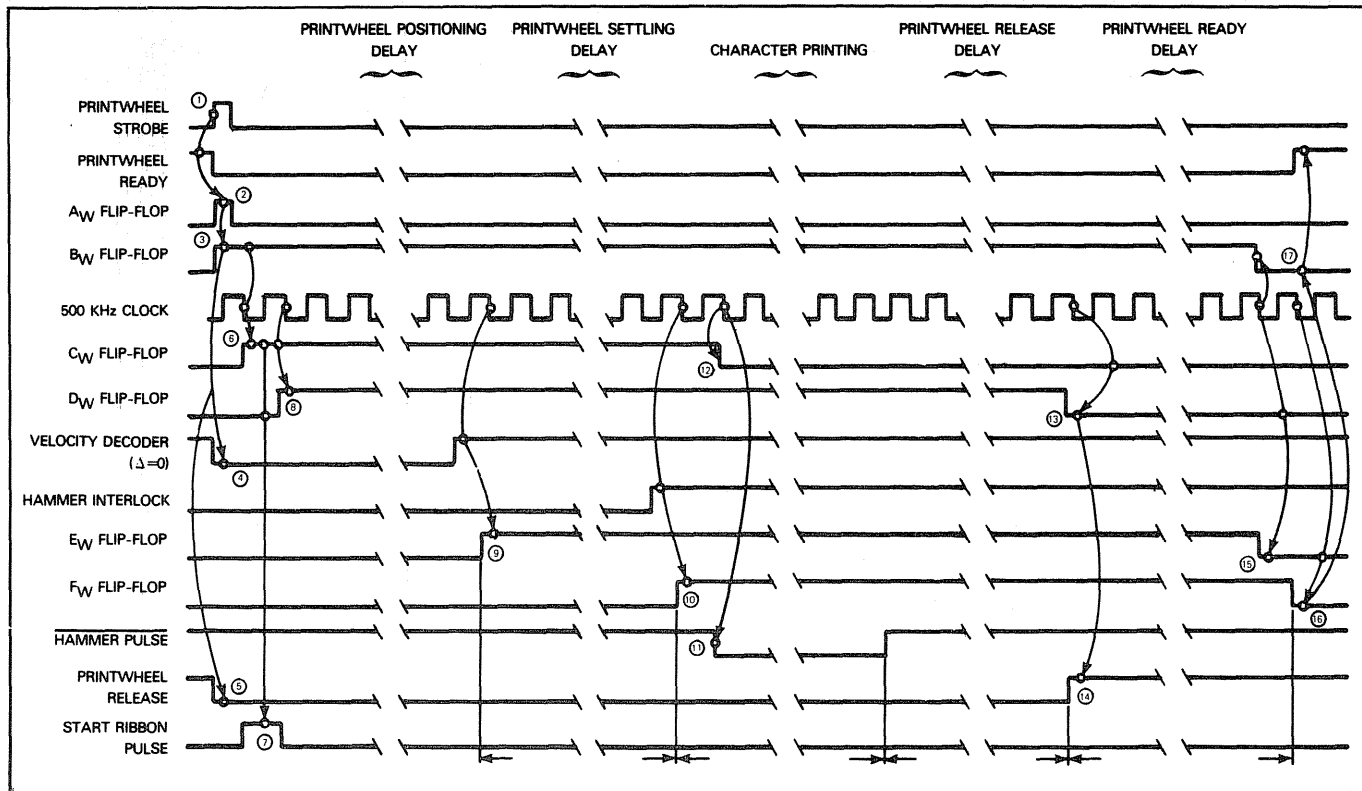 PRINTWHEEL POSITIONING
DELAY
PRINTWHEEL SETTLING
DELAY
CHARACTER PRINTING
PRINTWHEEL RELEASE
DELAY
PRINTWHEEL READY
DELAY
PRINTWHEEL
STROBE
1
PRINTWHEEL
READY
2
AW FLIP-FLOP
3
BW FLIP-FLOP
17
500 KHz CLOCK
6
CW FLIP-FLOP
12
DW FLIP-FLOP
8
13
VELOCITY DECODER
(Δ=0)
4
HAMMER INTERLOCK
EW FLIP-FLOP
9
15
FW FLIP-FLOP
10
16
HAMMER PULSE
11
PRINTWHEEL
RELEASE
5
14
START RIBBON
PULSE
7